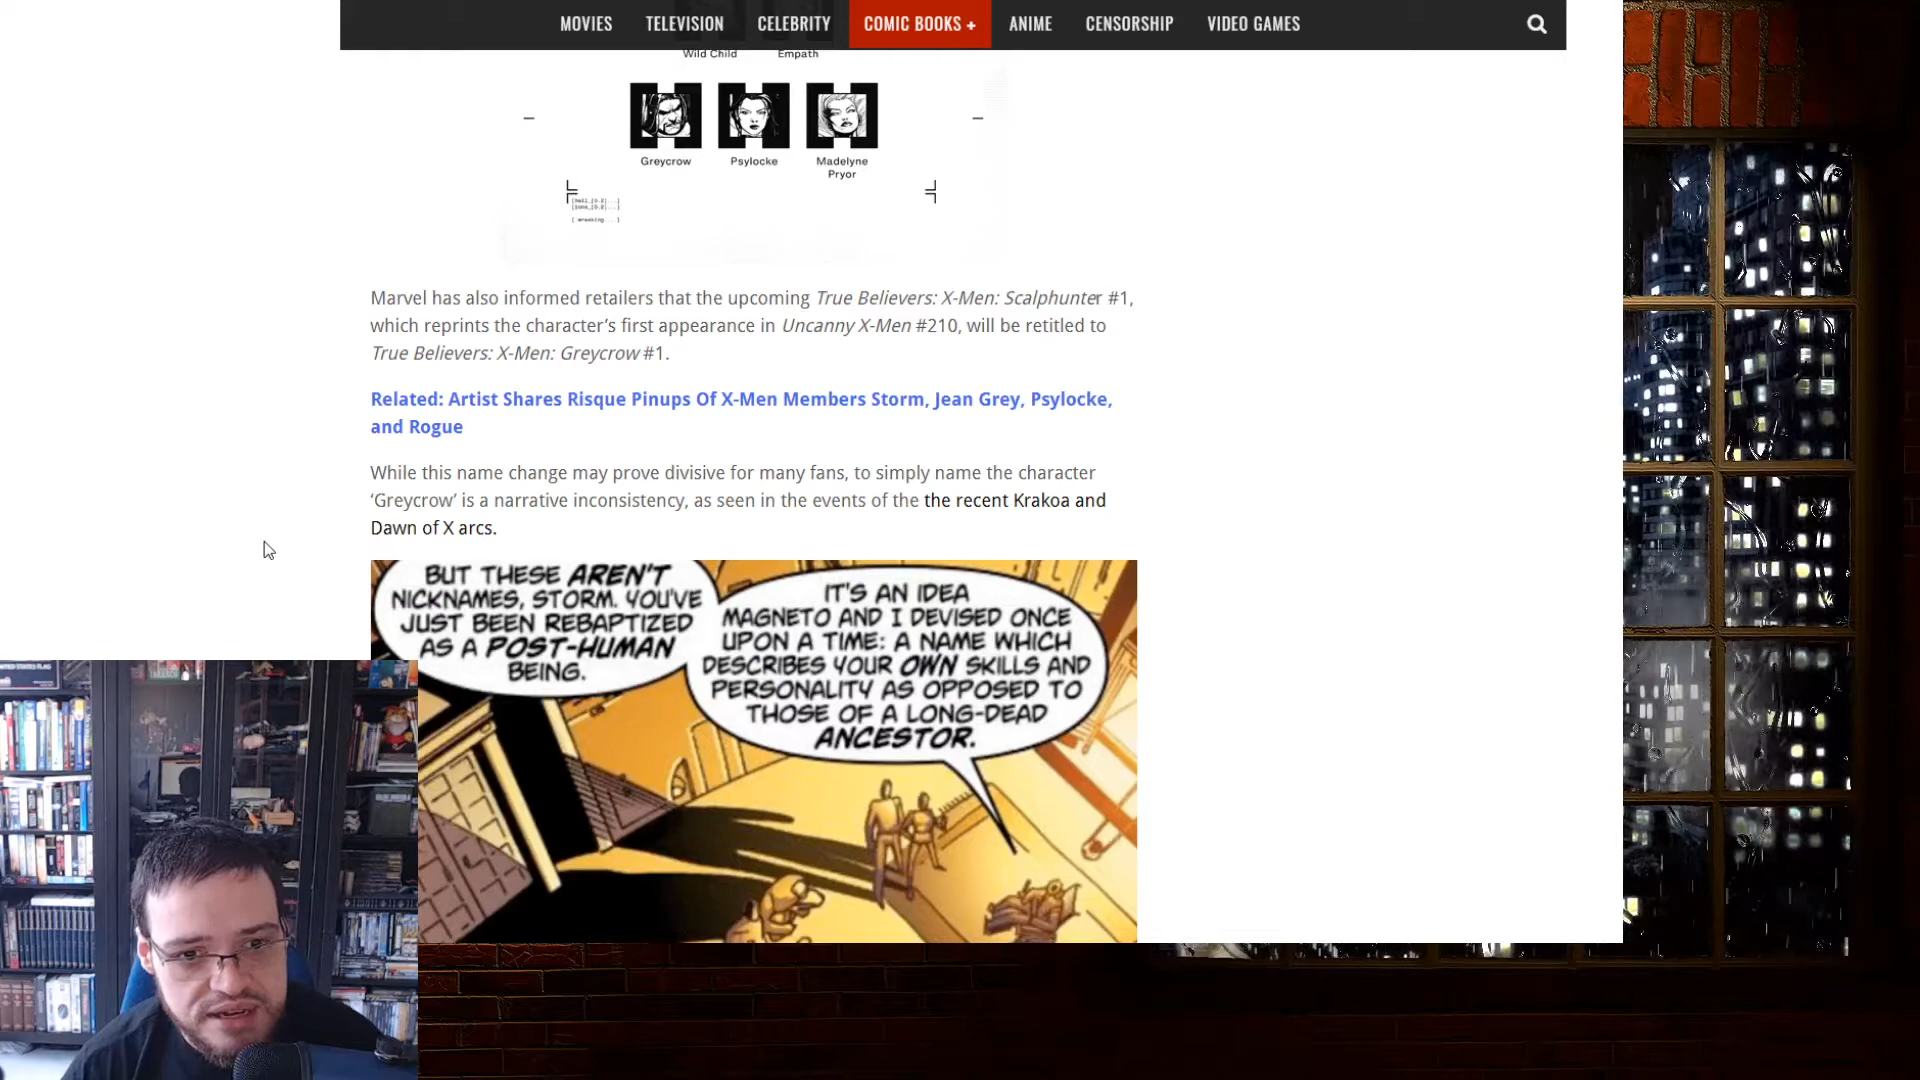 MOVIES TELEVISION CELEBRITY COMIC BOOKS + ANIME CENSORSHIP VIDEO GAMES
Wild Child Empath
Greycrow Psylocke Madelyne
Pryor
Marvel has also informed retailers that the upcoming True Believers: X-Men: Scalphunter #1,
which reprints the character’s first appearance in Uncanny X-Men #210, will be retitled to
True Believers: X-Men: Greycrow #1.
Related: Artist Shares Risque Pinups Of X-Men Members Storm, Jean Grey, Psylocke,
and Rogue
While this name change may prove divisive for many fans, to simply name the character
‘Greycrow’ is a narrative inconsistency, as seen in the events of the the recent Krakoa and
Dawn of X arcs.
BUT THESE AREN'T
NICKNAMES, STORM. YOU'VE
JUST BEEN REBAPTIZED
AS A POST-HUMAN
BEING.
IT'S AN IDEA
MAGNETO AND I DEVISED ONCE
UPON A TIME: A NAME WHICH
DESCRIBES YOUR OWN SKILLS AND
PERSONALITY AS OPPOSED TO
THOSE OF A LONG-DEAD
ANCESTOR.